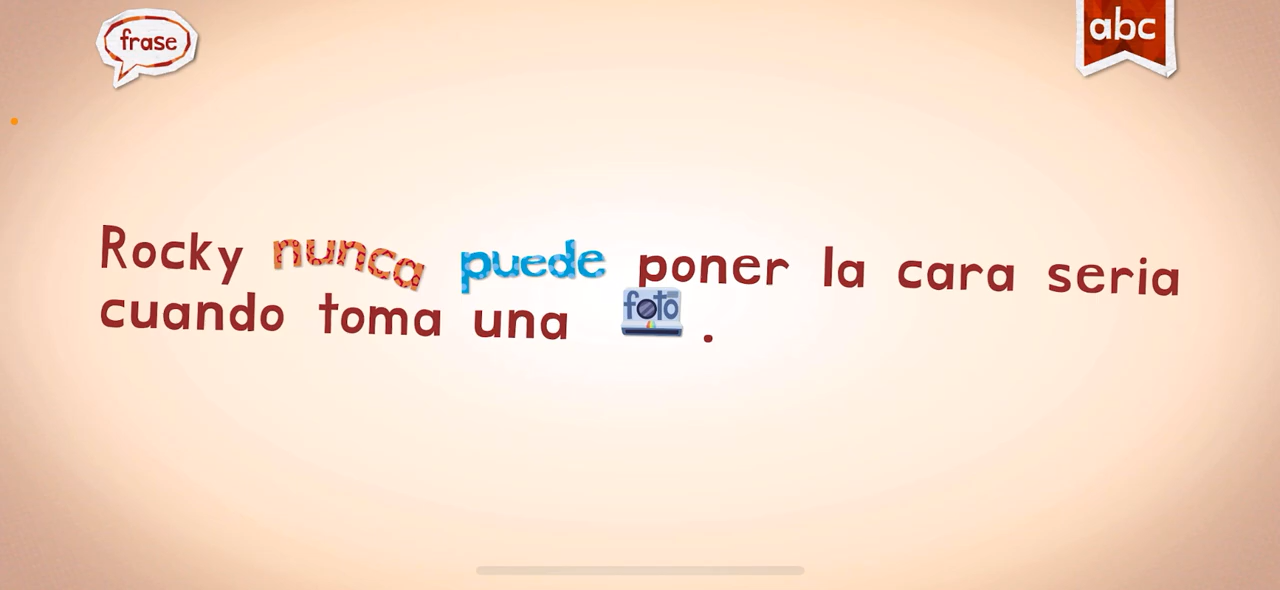 frase
abc
Rocky nunca puede poner la cara seria
cuando toma una foto .